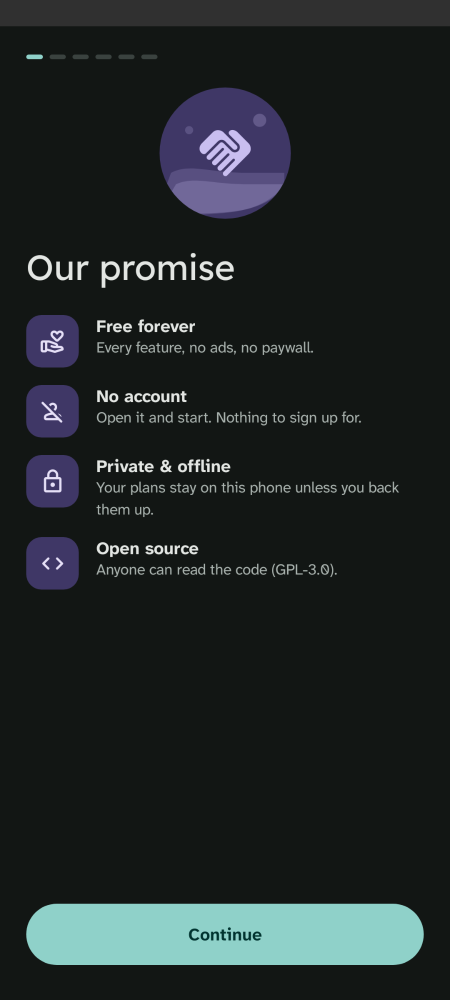 Our promise
Free forever
Every feature, no ads, no paywall.
No account
Open it and start. Nothing to sign up for.
Private & offline
Your plans stay on this phone unless you back
them up.
Open source
Anyone can read the code (GPL-3.0).
Continue